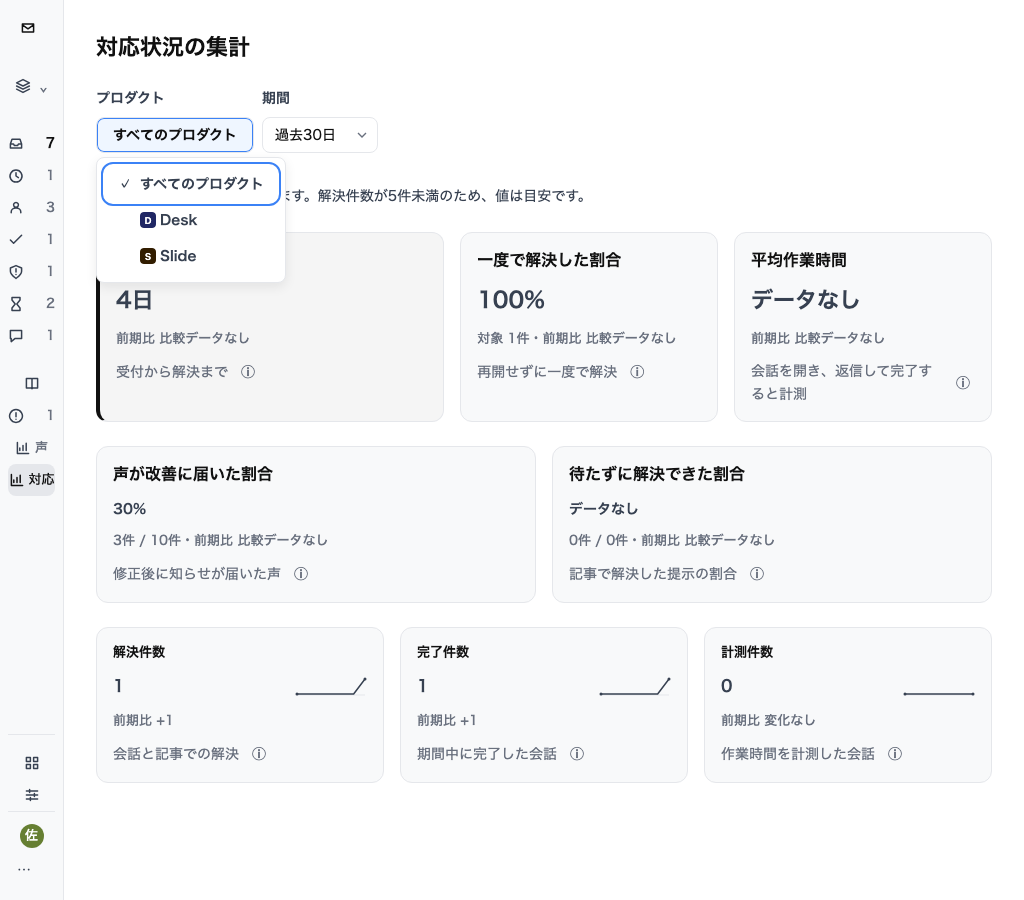 対応状況の集計
プロダクト
期間
すべてのプロダクト
過去30日
✓ すべてのプロダクト
D Desk
S Slide
ます。解決件数が5件未満のため、値は目安です。
7
1
3
1
1
2
1
1
声
対応
佐
4日
前期比 比較データなし
受付から解決まで
一度で解決した割合
100%
対象 1件・前期比 比較データなし
再開せずに一度で解決
平均作業時間
データなし
前期比 比較データなし
会話を開き、返信して完了す
ると計測
声が改善に届いた割合
30%
3件 / 10件・前期比 比較データなし
修正後に知らせが届いた声
待たずに解決できた割合
データなし
0件 / 0件・前期比 比較データなし
記事で解決した提示の割合
解決件数
1
前期比 +1
会話と記事での解決
完了件数
1
前期比 +1
期間中に完了した会話
計測件数
0
前期比 変化なし
作業時間を計測した会話